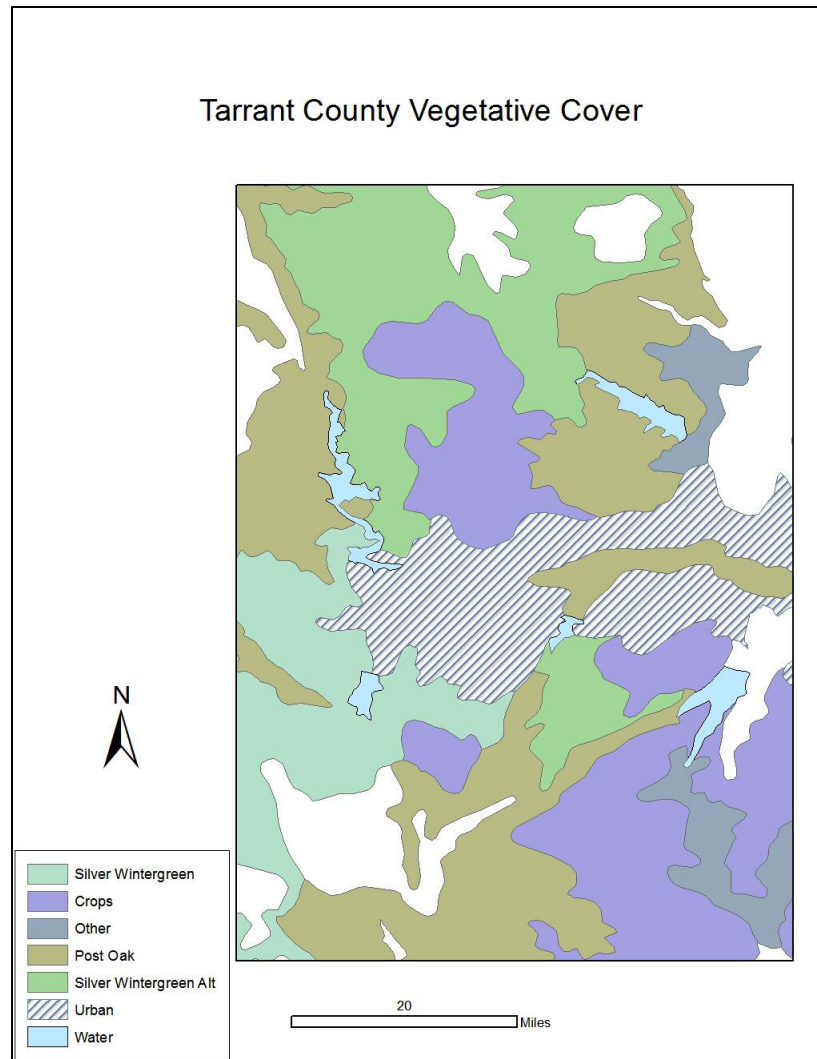 Tarrant County Vegetative Cover
N
Silver Wintergreen
Crops
Other
Post Oak
Silver Wintergreen Alt
Urban
Water
20
Miles